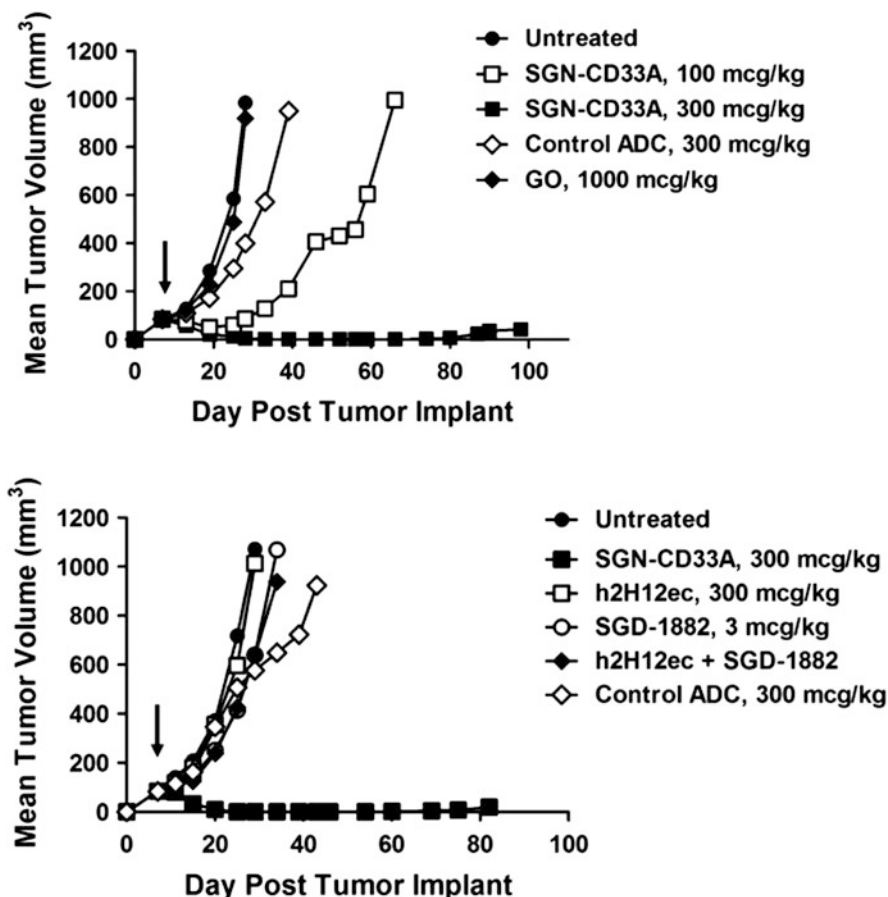 1200
1000
800
600
400
200
0
Mean Tumor Volume (mm³)
0 20 40 60 80 100
Day Post Tumor Implant
Untreated
SGN-CD33A, 100 mcg/kg
SGN-CD33A, 300 mcg/kg
Control ADC, 300 mcg/kg
GO, 1000 mcg/kg
1200
1000
800
600
400
200
0
Mean Tumor Volume (mm³)
0 20 40 60 80 100
Day Post Tumor Implant
Untreated
SGN-CD33A, 300 mcg/kg
h2H12ec, 300 mcg/kg
SGD-1882, 3 mcg/kg
h2H12ec + SGD-1882
Control ADC, 300 mcg/kg